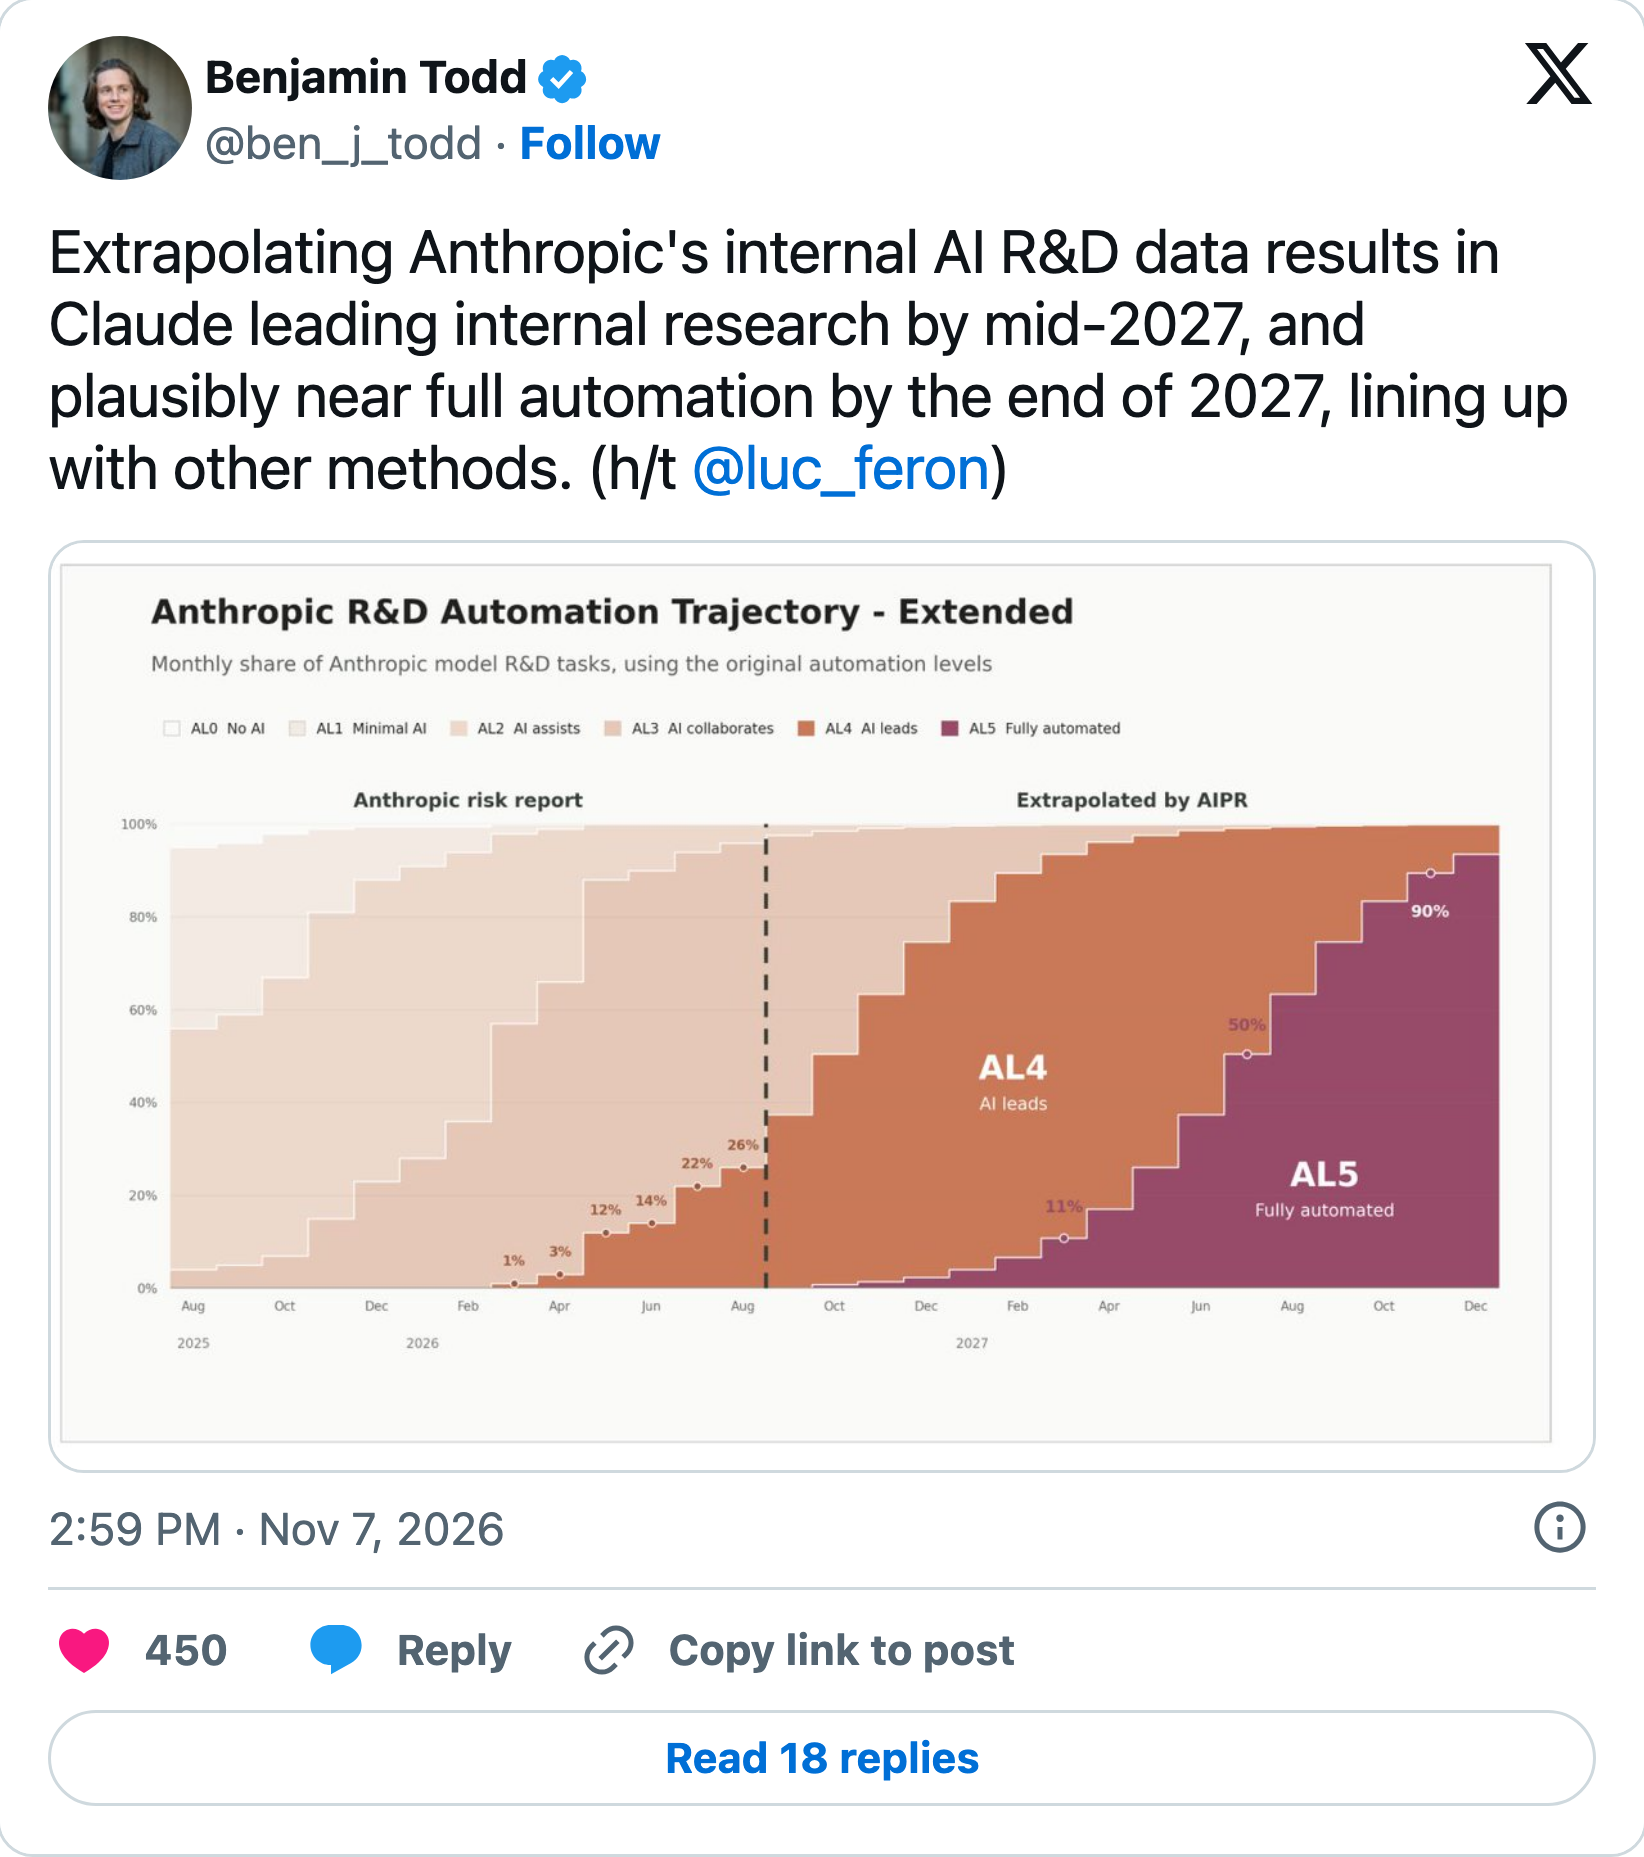 Benjamin Todd
@ben_j_todd · Follow
Extrapolating Anthropic's internal AI R&D data results in
Claude leading internal research by mid-2027, and
plausibly near full automation by the end of 2027, lining up
with other methods. (h/t @luc_feron)
Anthropic R&D Automation Trajectory - Extended
Monthly share of Anthropic model R&D tasks, using the original automation levels
AL0 No AI AL1 Minimal AI AL2 AI assists AL3 AI collaborates AL4 AI leads AL5 Fully automated
Anthropic risk report Extrapolated by AIPR
100%
80%
60%
40%
20%
0%
1%
3%
12%
14%
22%
26%
11%
50%
90%
AL4
AI leads
AL5
Fully automated
Aug Oct Dec Feb Apr Jun Aug Oct Dec Feb Apr Jun Aug Oct Dec
2025 2026 2027
2:59 PM · Nov 7, 2026
450 Reply Copy link to post
Read 18 replies